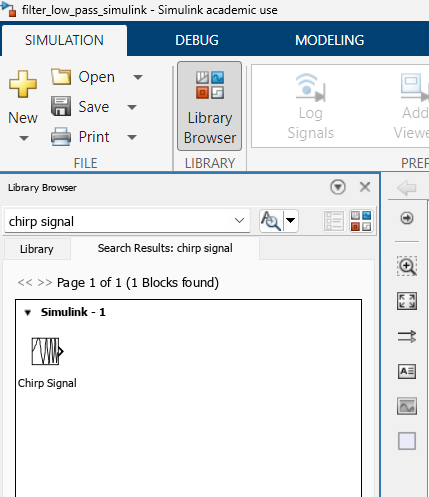 filter_low_pass_simulink - Simulink academic use
SIMULATION DEBUG MODELING
New
Open
Save
Print
FILE
Library
Browser
LIBRARY
Log
Signals
Add
Viewe
PREP
Library Browser
chirp signal
Library Search Results: chirp signal
<< >> Page 1 of 1 (1 Blocks found)
Simulink - 1
Chirp Signal